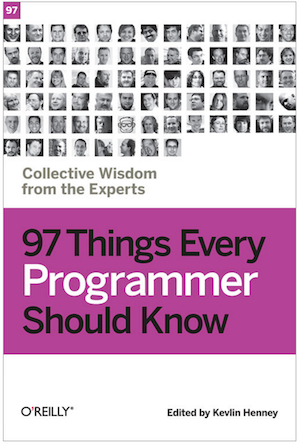 97
Collective Wisdom
from the Experts
97 Things Every
Programmer
Should Know
O'REILLY®
Edited by Kevlin Henney